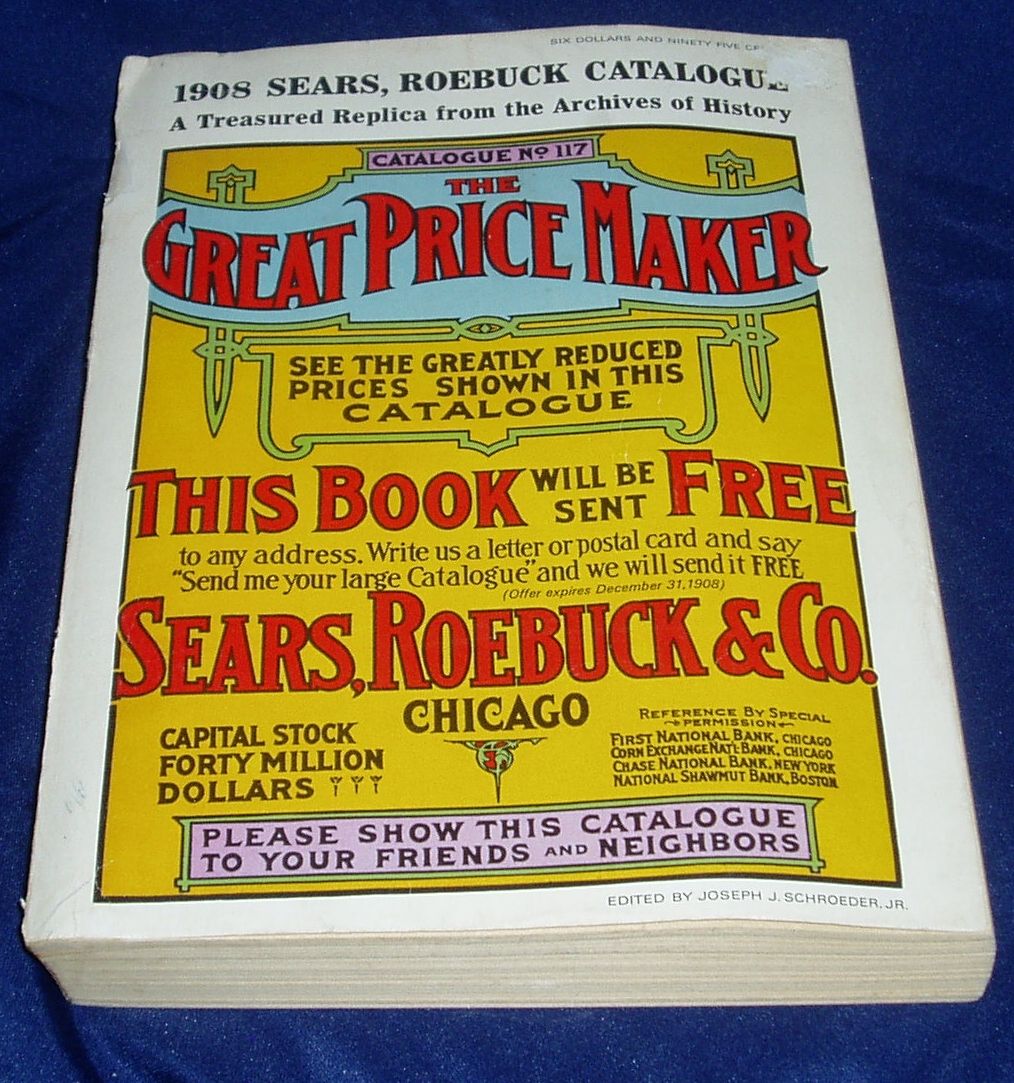 SIX DOLLARS AND NINETY FIVE
1908 SEARS, ROEBUCK CATALOGUE
A Treasured Replica from the Archives of History
CATALOGUE No 117
THE
GREAT PRICE MAKER
SEE THE GREATLY REDUCED
PRICES SHOWN IN THIS
CATALOGUE
THIS BOOK WILL BE SENT FREE
to any address. Write us a letter or postal card and say
"Send me your large Catalogue" and we will send it FREE
(Offer expires December 31, 1908)
SEARS, ROEBUCK & CO.
CHICAGO
CAPITAL STOCK
FORTY MILLION
DOLLARS
REFERENCE BY SPECIAL
PERMISSION
FIRST NATIONAL BANK, CHICAGO
CORN EXCHANGE NAT'L BANK, CHICAGO
CHASE NATIONAL BANK, NEW YORK
NATIONAL SHAWMUT BANK, BOSTON
PLEASE SHOW THIS CATALOGUE
TO YOUR FRIENDS AND NEIGHBORS
EDITED BY JOSEPH J. SCHROEDER, JR.